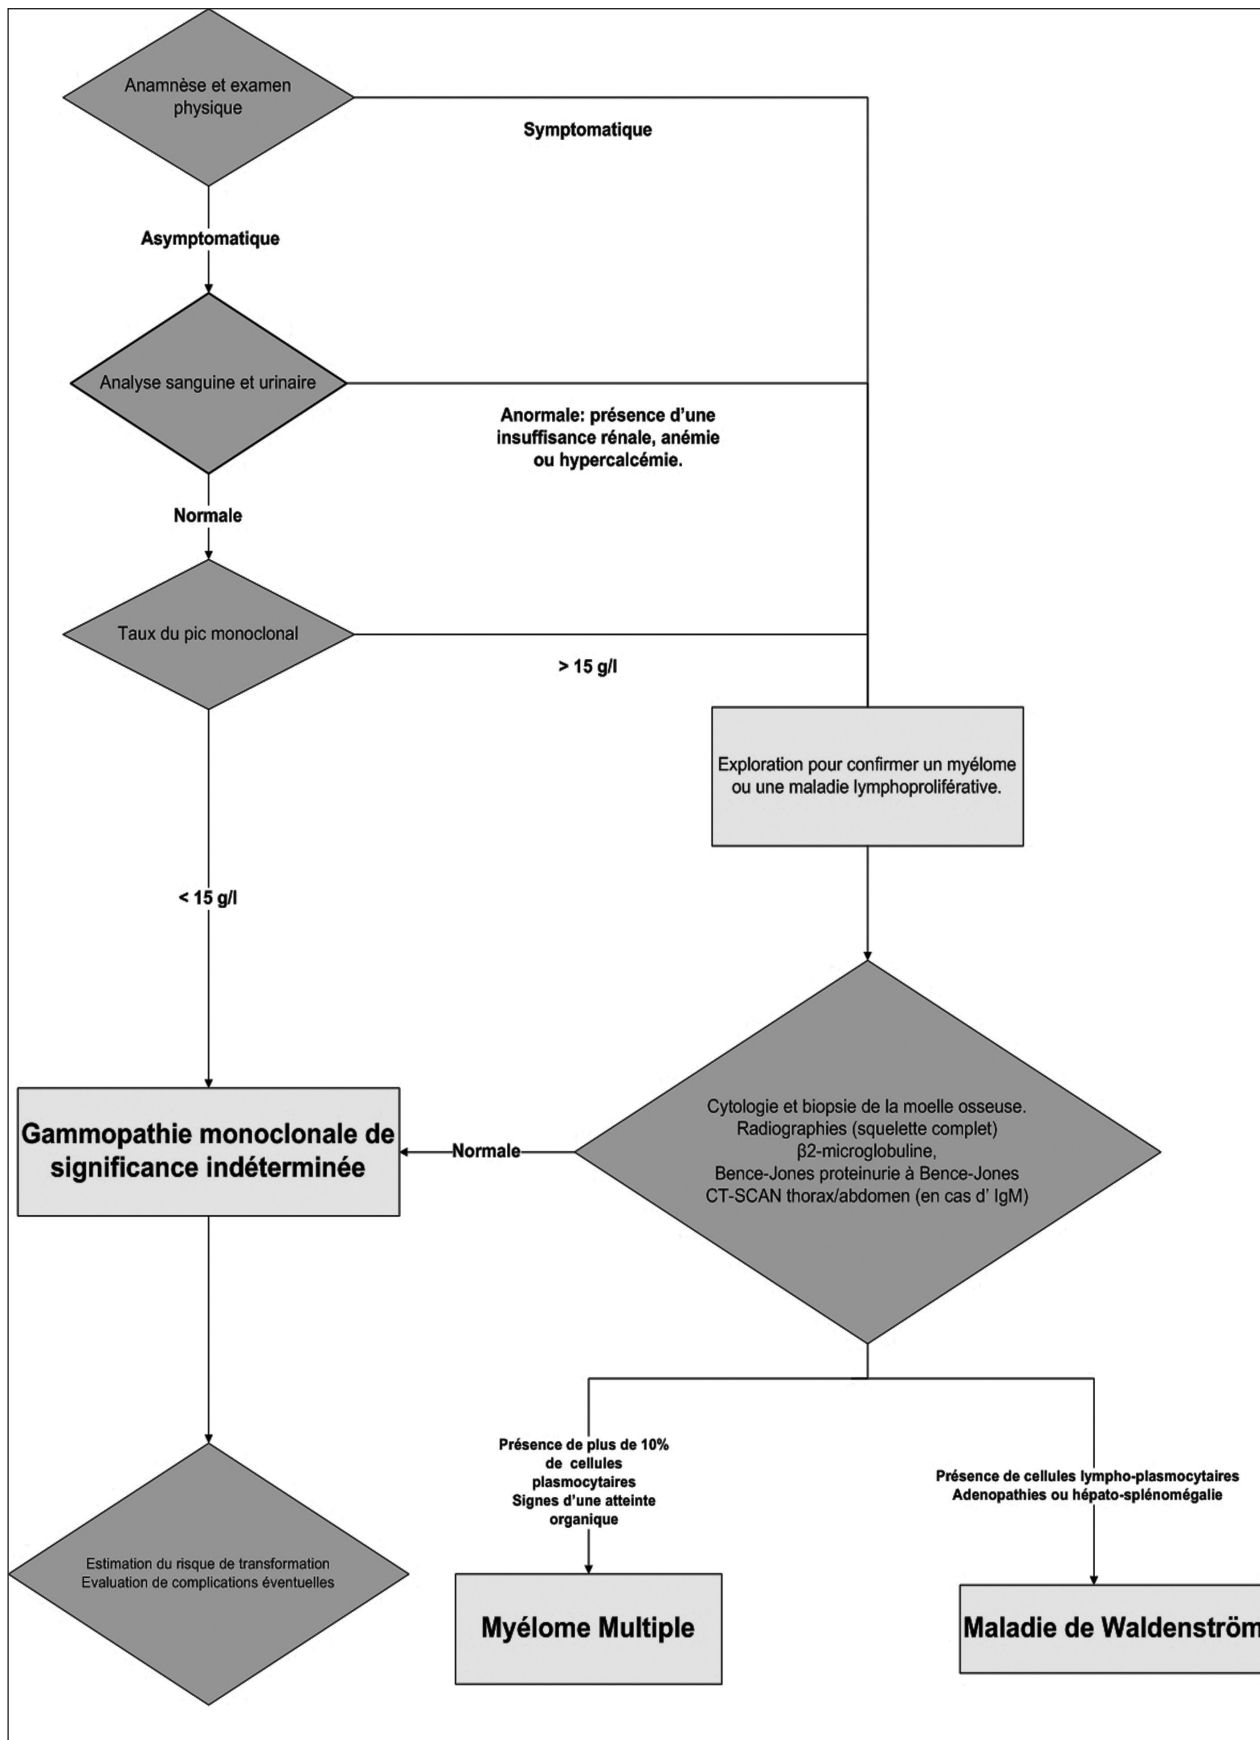 Anamnèse et examen
physique
Symptomatique
Asymptomatique
Analyse sanguine et urinaire
Anormale: présence d'une
insuffisance rénale, anémie
ou hypercalcémie.
Normale
Taux du pic monoclonal
> 15 g/l
Exploration pour confirmer un myélome
ou une maladie lymphoproliférative.
< 15 g/l
Cytologie et biopsie de la moelle osseuse.
Radiographies (squelette complet)
β2-microglobuline,
Bence-Jones proteinurie à Bence-Jones
CT-SCAN thorax/abdomen (en cas d' IgM)
Normale
Gammopathie monoclonale de
significance indéterminée
Présence de plus de 10%
de cellules
plasmocytaires
Signes d'une atteinte
organique
Présence de cellules lympho-plasmocytaires
Adenopathies ou hépato-splénomégalie
Estimation du risque de transformation
Evaluation de complications éventuelles
Myélome Multiple
Maladie de Waldenström